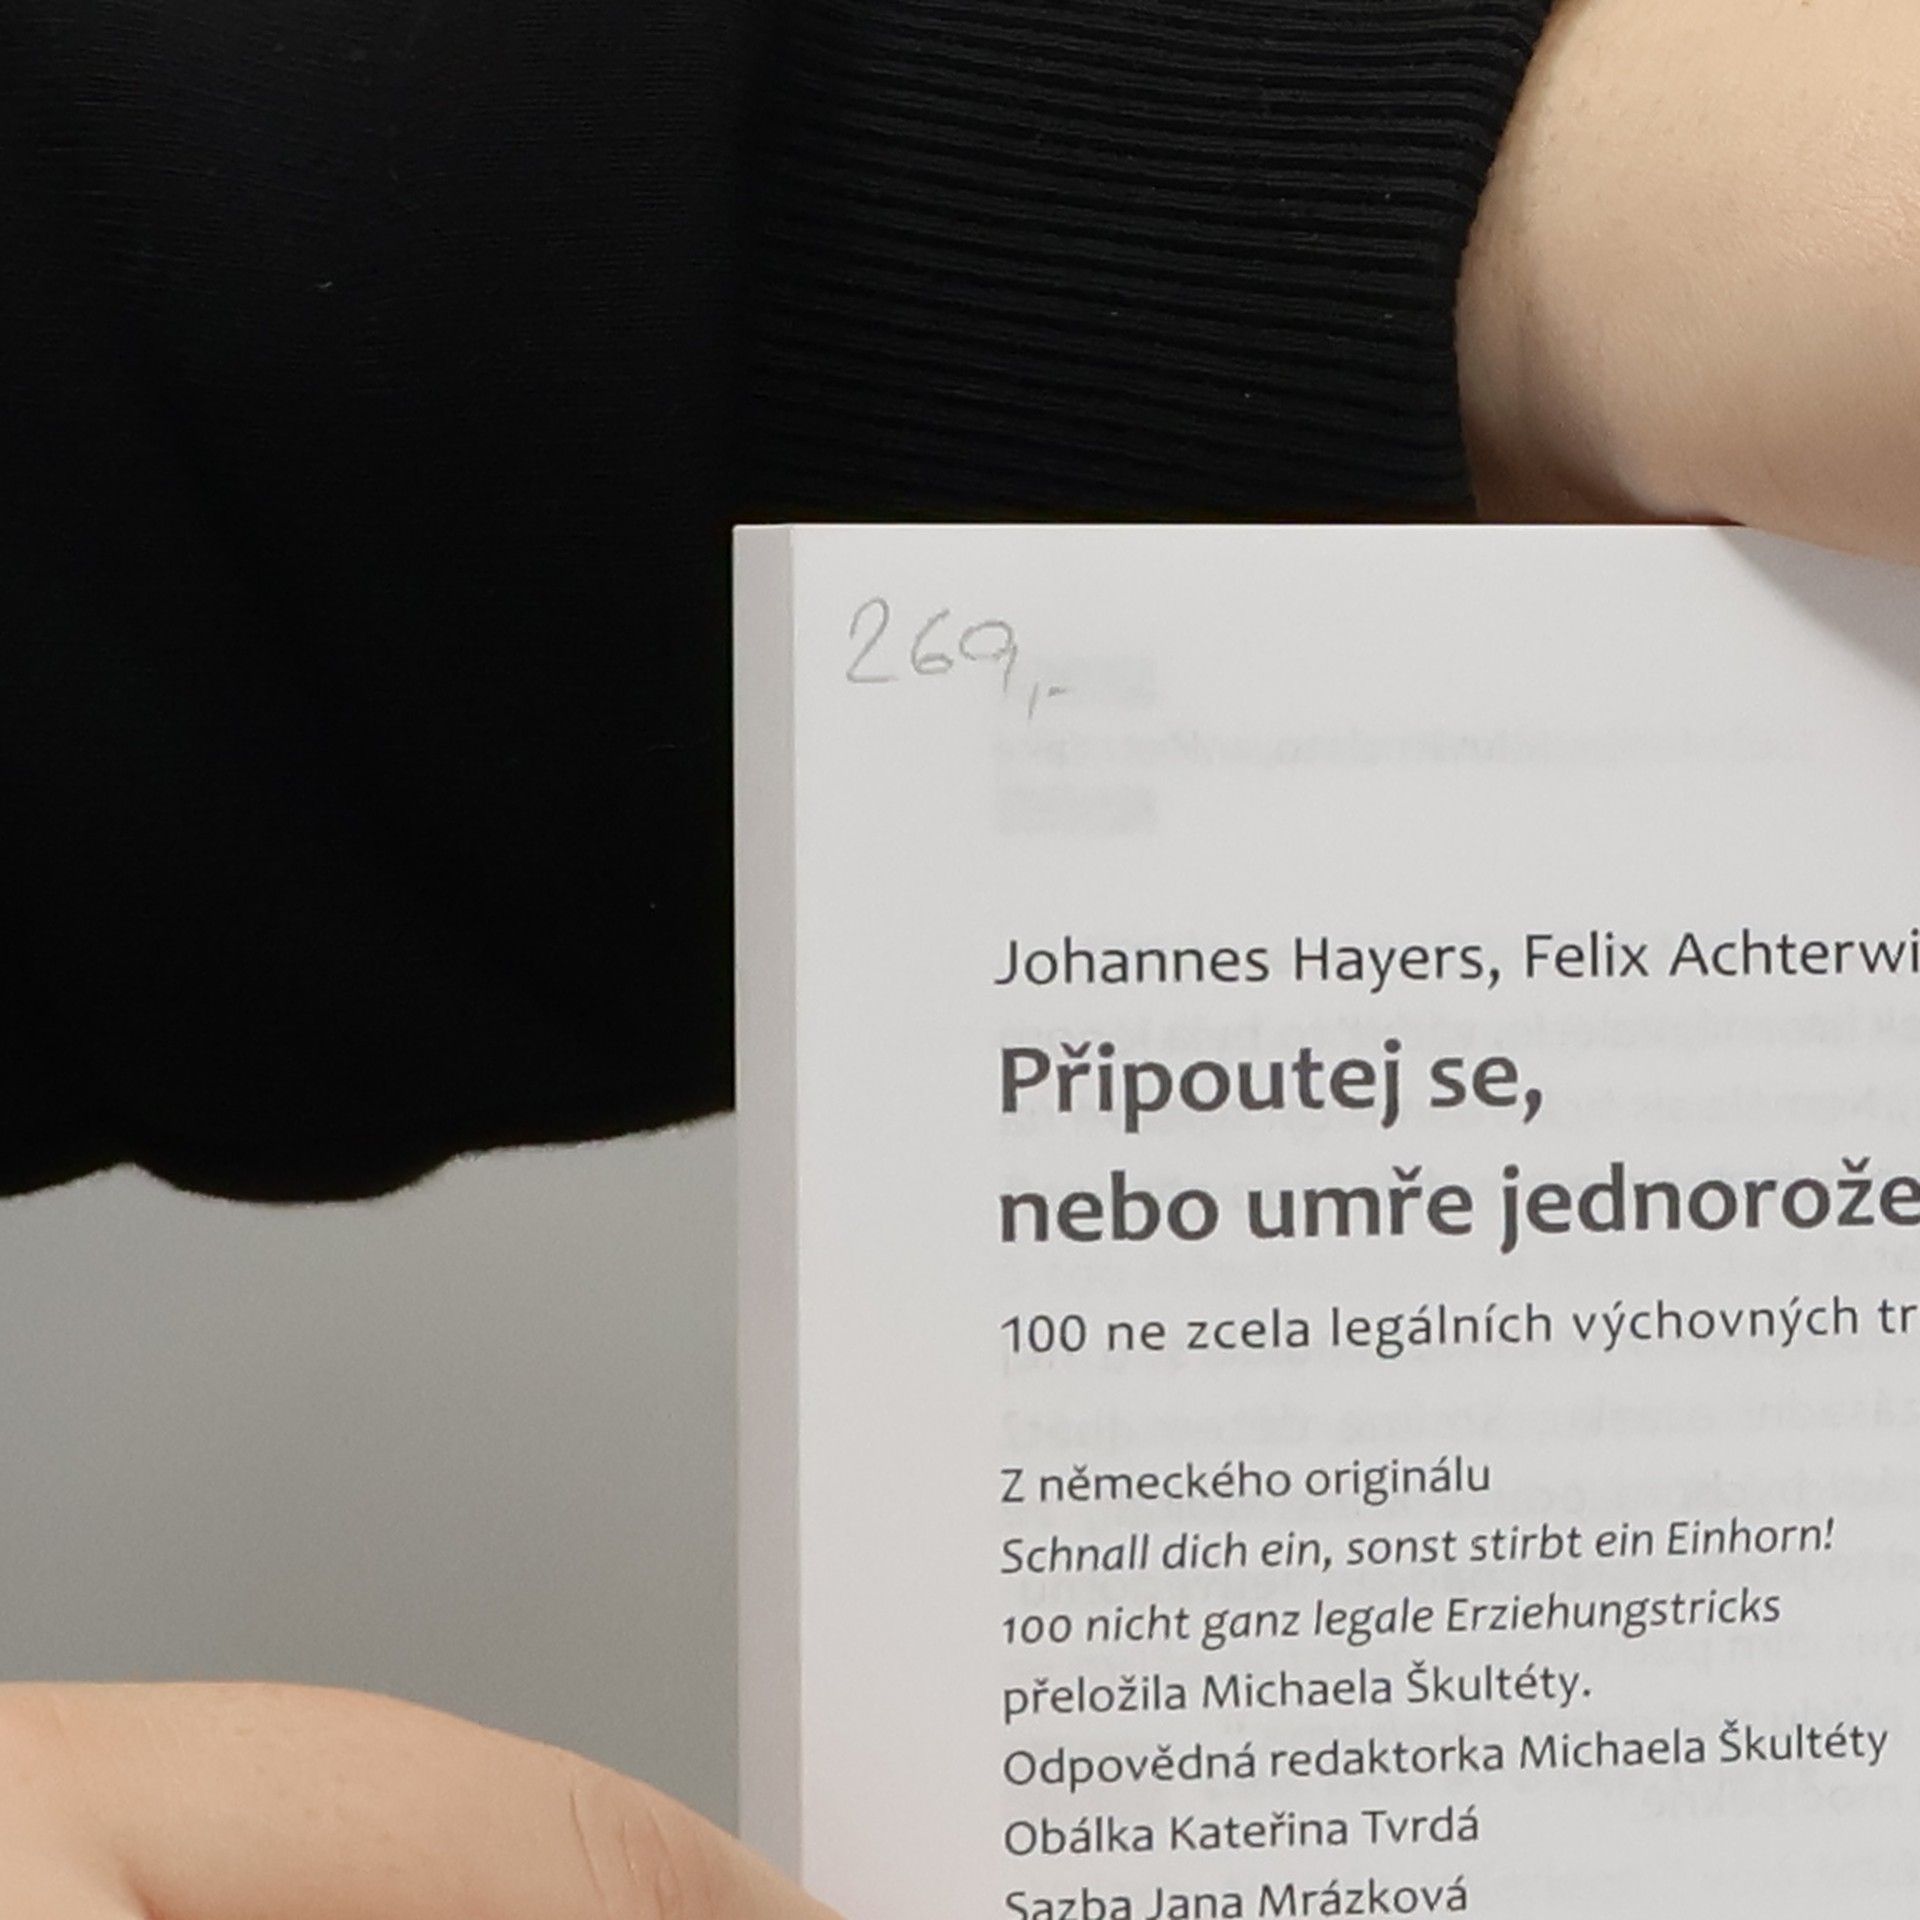 269,-
Johannes Hayers, Felix Achterwi
Připoutej se,
nebo umře jednorože
100 ne zcela legálních výchovných tr
Z německého originálu
Schnall dich ein, sonst stirbt ein Einhorn!
100 nicht ganz legale Erziehungstricks
přeložila Michaela Škultéty.
Odpovědná redaktorka Michaela Škultéty
Obálka Kateřina Tvrdá
Sazba Jana Mrázková